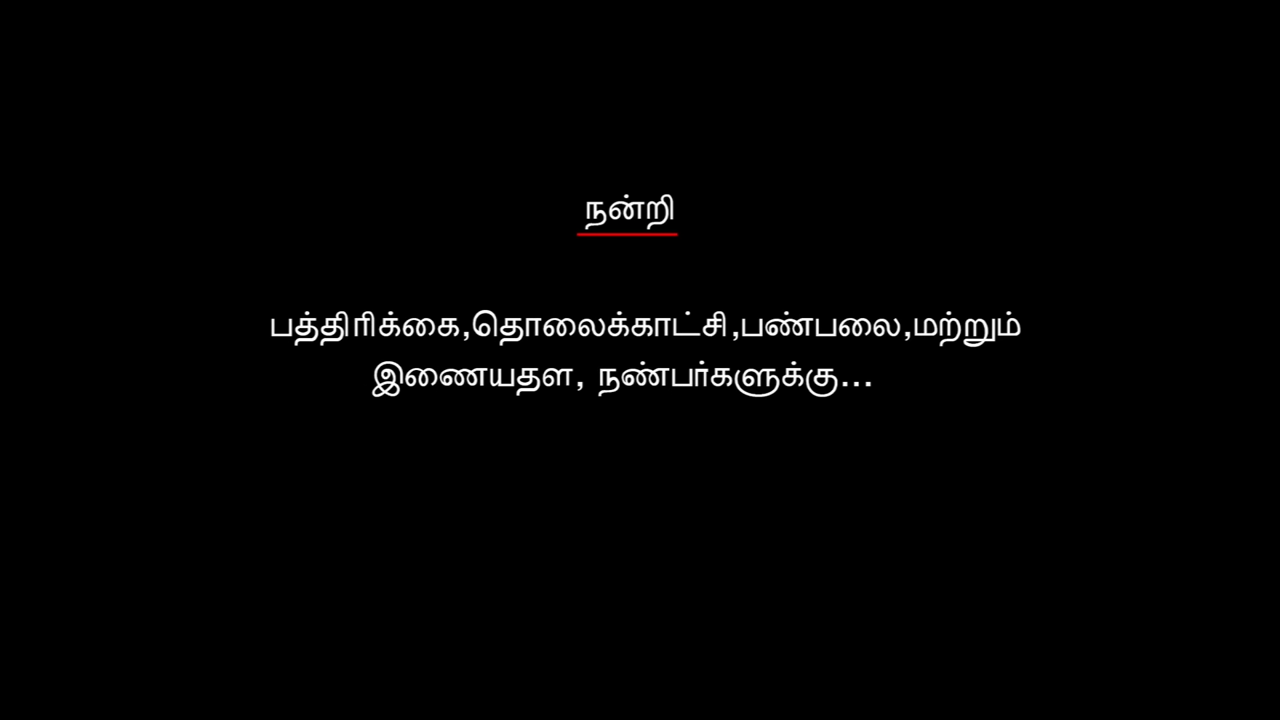 நன்றி
பத்திரிக்கை,தொலைக்காட்சி,பண்பலை,மற்றும்
இணையதள, நண்பர்களுக்கு...